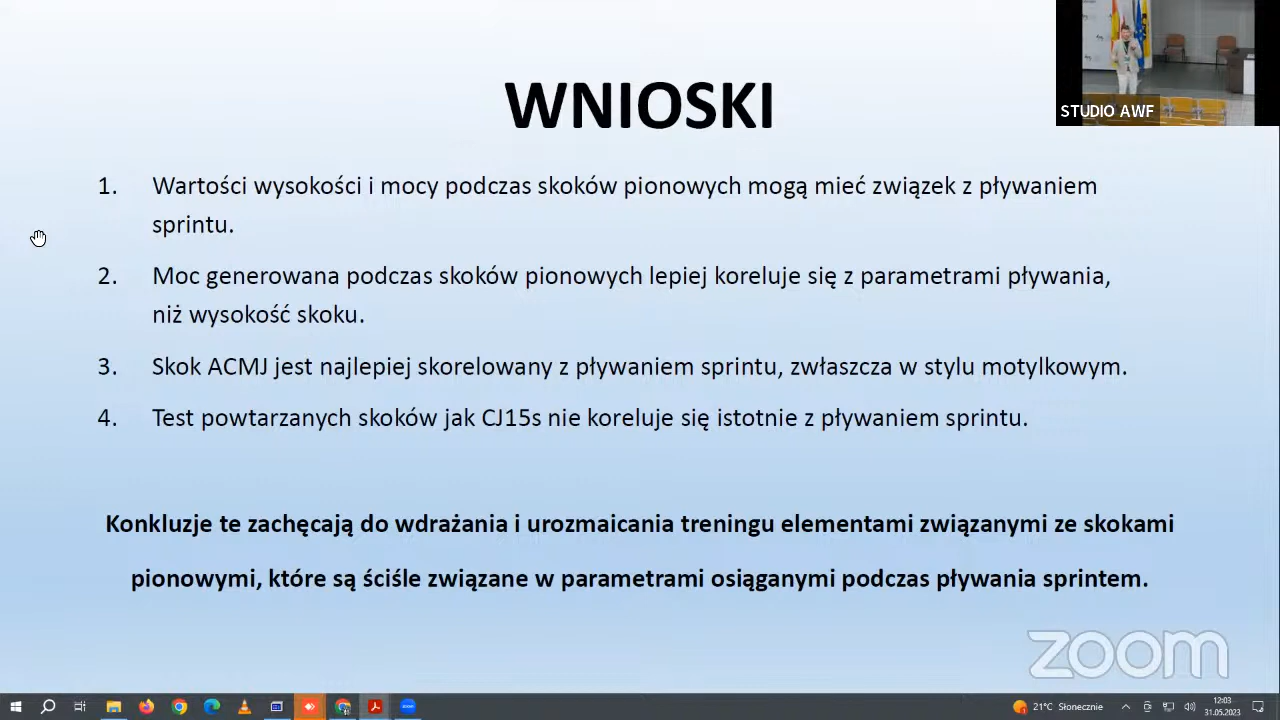 WNIOSKI
STUDIO AWF
1. Wartości wysokości i mocy podczas skoków pionowych mogą mieć związek z pływaniem
sprintu.
2. Moc generowana podczas skoków pionowych lepiej koreluje się z parametrami pływania,
niż wysokość skoku.
3. Skok ACMJ jest najlepiej skorelowany z pływaniem sprintu, zwłaszcza w stylu motylkowym.
4. Test powtarzanych skoków jak CJ15s nie koreluje się istotnie z pływaniem sprintu.
Konkluzje te zachęcają do wdrażania i urozmaicania treningu elementami związanymi ze skokami
pionowymi, które są ściśle związane w parametrami osiąganymi podczas pływania sprintem.
zoom
21°C Słonecznie
12:03
31.05.2023